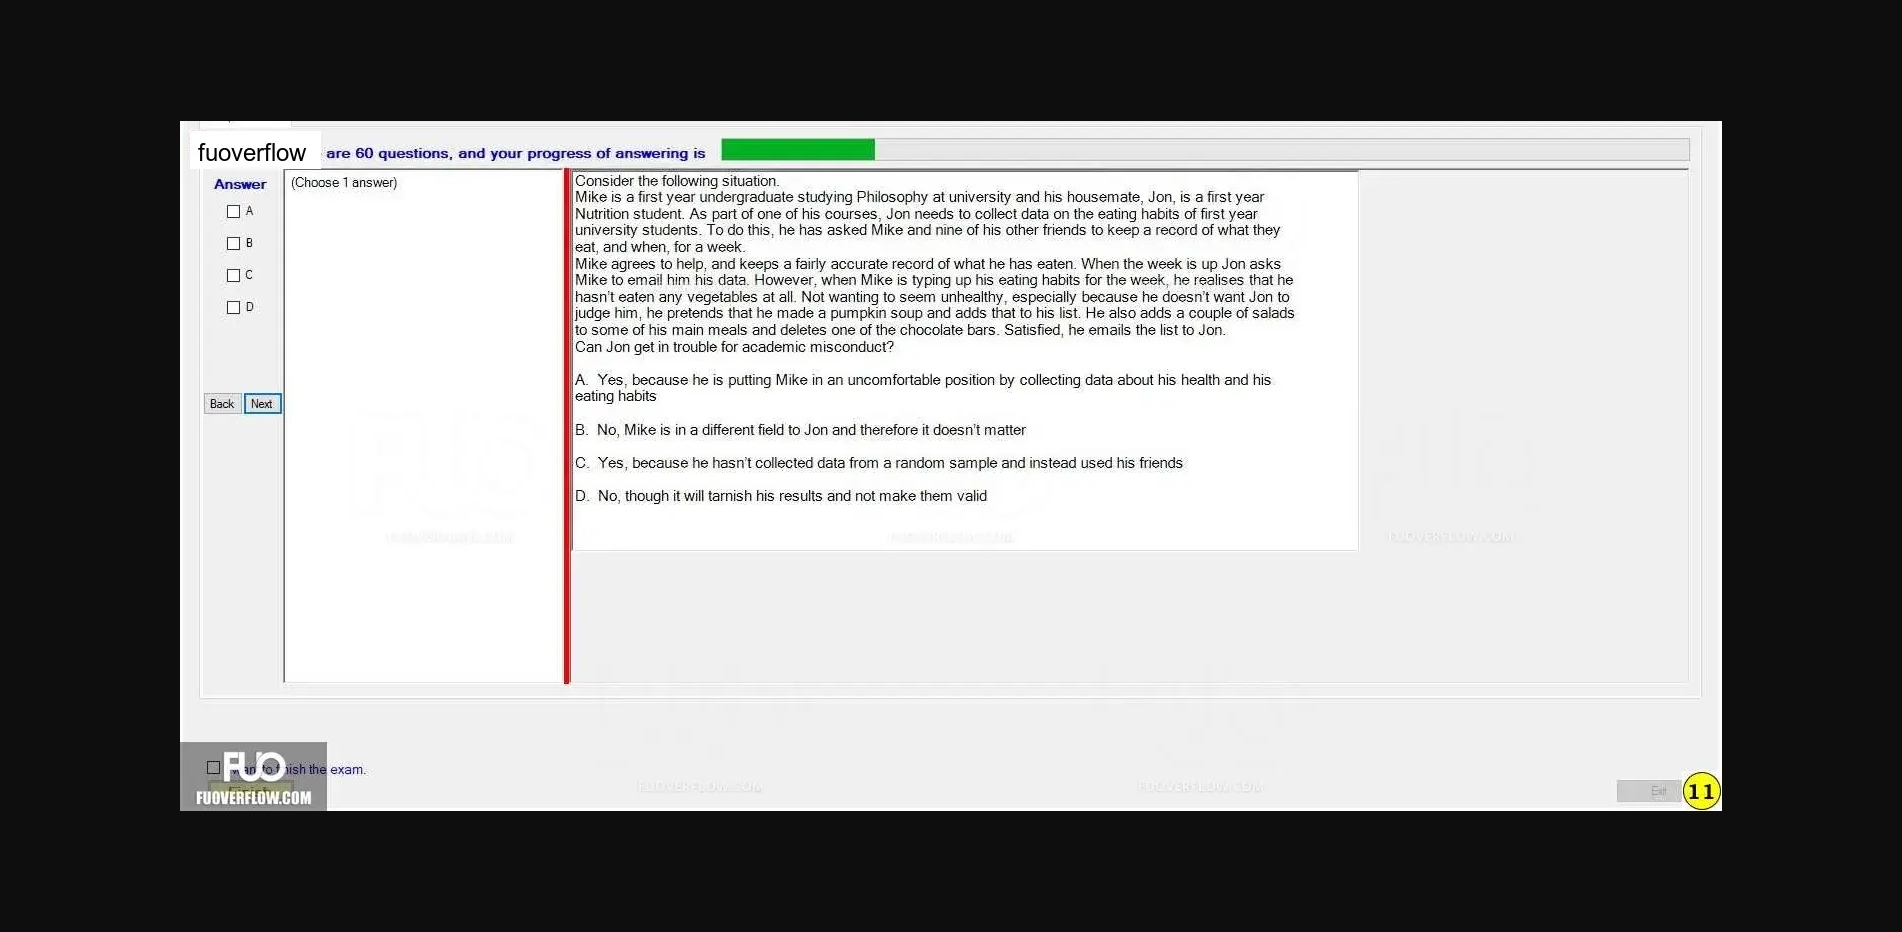 fuoverflow are 60 questions, and your progress of answering is
Answer
(Choose 1 answer)
A
B
C
D
Back Next
Consider the following situation.
Mike is a first year undergraduate studying Philosophy at university and his housemate, Jon, is a first year
Nutrition student. As part of one of his courses, Jon needs to collect data on the eating habits of first year
university students. To do this, he has asked Mike and nine of his other friends to keep a record of what they
eat, and when, for a week.
Mike agrees to help, and keeps a fairly accurate record of what he has eaten. When the week is up Jon asks
Mike to email him his data. However, when Mike is typing up his eating habits for the week, he realises that he
hasn't eaten any vegetables at all. Not wanting to seem unhealthy, especially because he doesn't want Jon to
judge him, he pretends that he made a pumpkin soup and adds that to his list. He also adds a couple of salads
to some of his main meals and deletes one of the chocolate bars. Satisfied, he emails the list to Jon.
Can Jon get in trouble for academic misconduct?
A. Yes, because he is putting Mike in an uncomfortable position by collecting data about his health and his
eating habits
B. No, Mike is in a different field to Jon and therefore it doesn't matter
C. Yes, because he hasn't collected data from a random sample and instead used his friends
D. No, though it will tarnish his results and not make them valid
FUOVERFLOW.COM
FUOVERFLOW.COM
FUOVERFLOW.COM
the exam.
FUO
FUOVERFLOW.COM
FUOVERFLOW.COM
FUOVERFLOW.COM
Exit
11